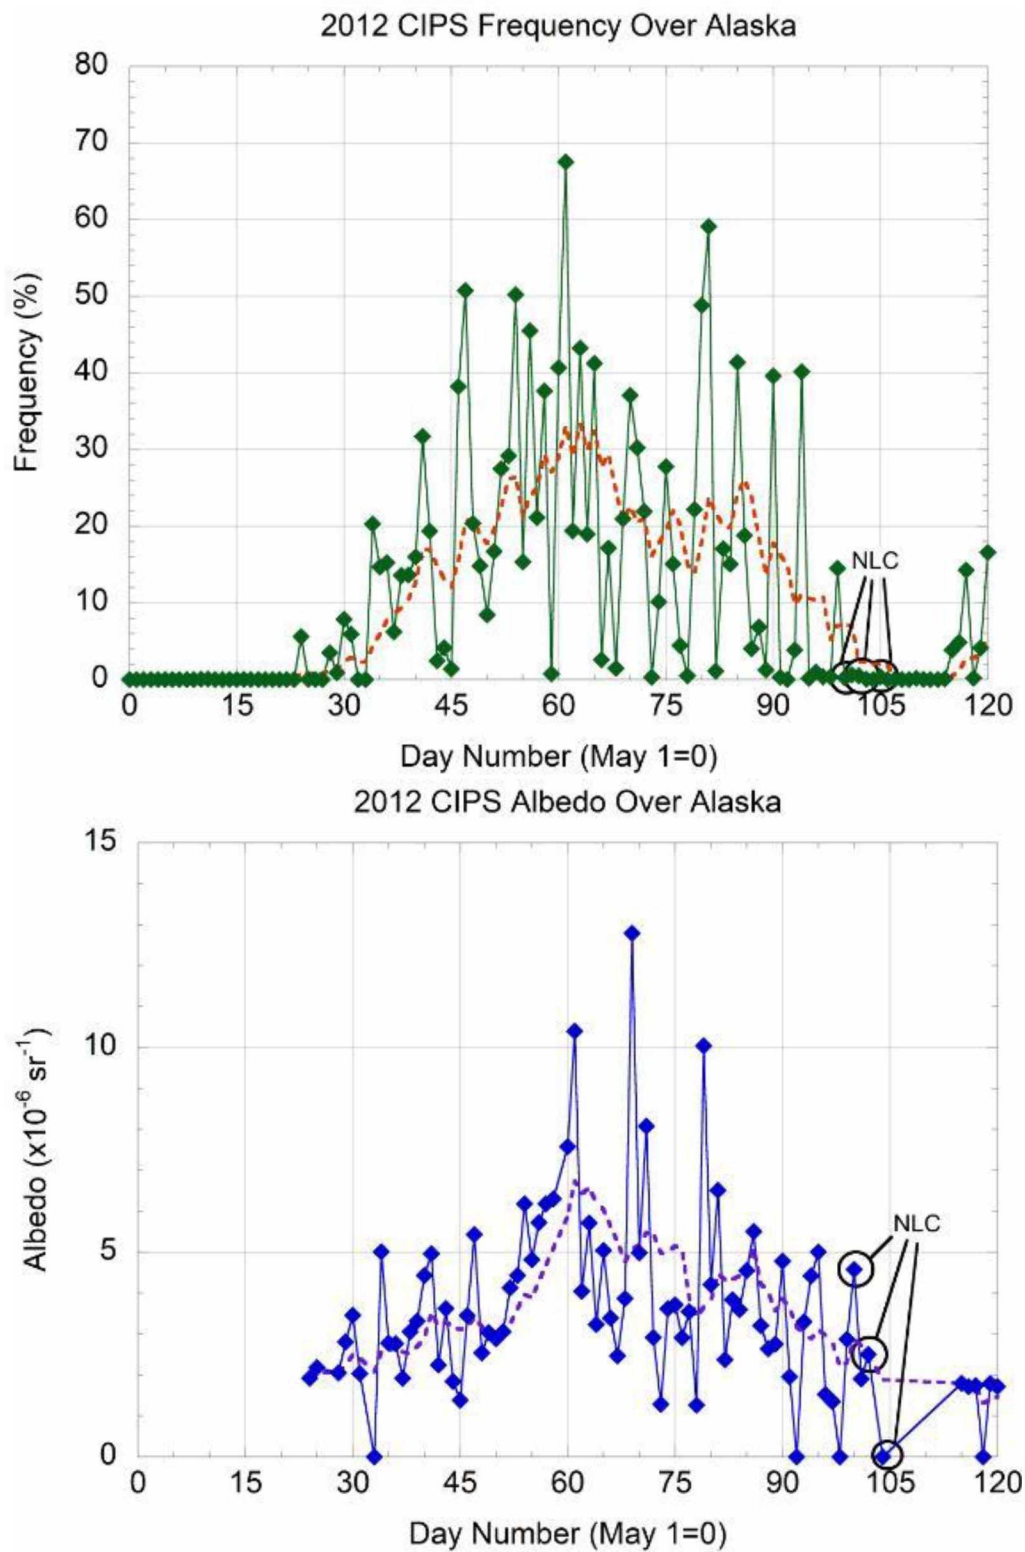 2012 CIPS Frequency Over Alaska
80
70
60
50
40
30
20
10
0
Frequency (%)
NLC
0 15 30 45 60 75 90 105 120
Day Number (May 1=0)
2012 CIPS Albedo Over Alaska
15
10
5
0
Albedo (x10⁻⁶ sr⁻¹)
NLC
0 15 30 45 60 75 90 105 120
Day Number (May 1=0)